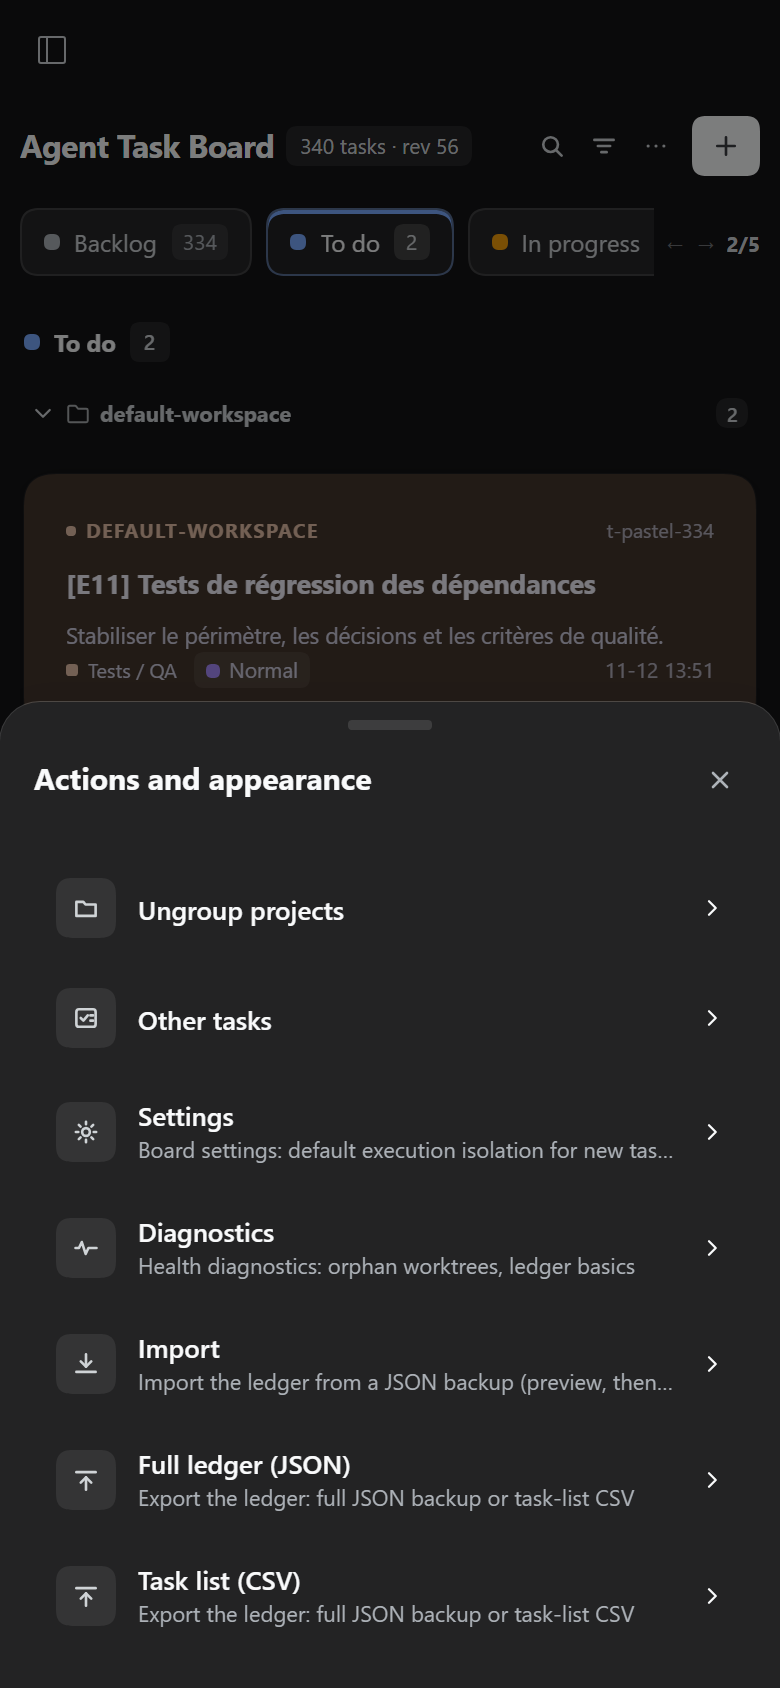 Agent Task Board
340 tasks · rev 56
Backlog 334
To do 2
In progress
← → 2/5
To do 2
default-workspace 2
DEFAULT-WORKSPACE t-pastel-334
[E11] Tests de régression des dépendances
Stabiliser le périmètre, les décisions et les critères de qualité.
Tests / QA Normal 11-12 13:51
Actions and appearance
Ungroup projects
Other tasks
Settings
Board settings: default execution isolation for new tas...
Diagnostics
Health diagnostics: orphan worktrees, ledger basics
Import
Import the ledger from a JSON backup (preview, then...
Full ledger (JSON)
Export the ledger: full JSON backup or task-list CSV
Task list (CSV)
Export the ledger: full JSON backup or task-list CSV